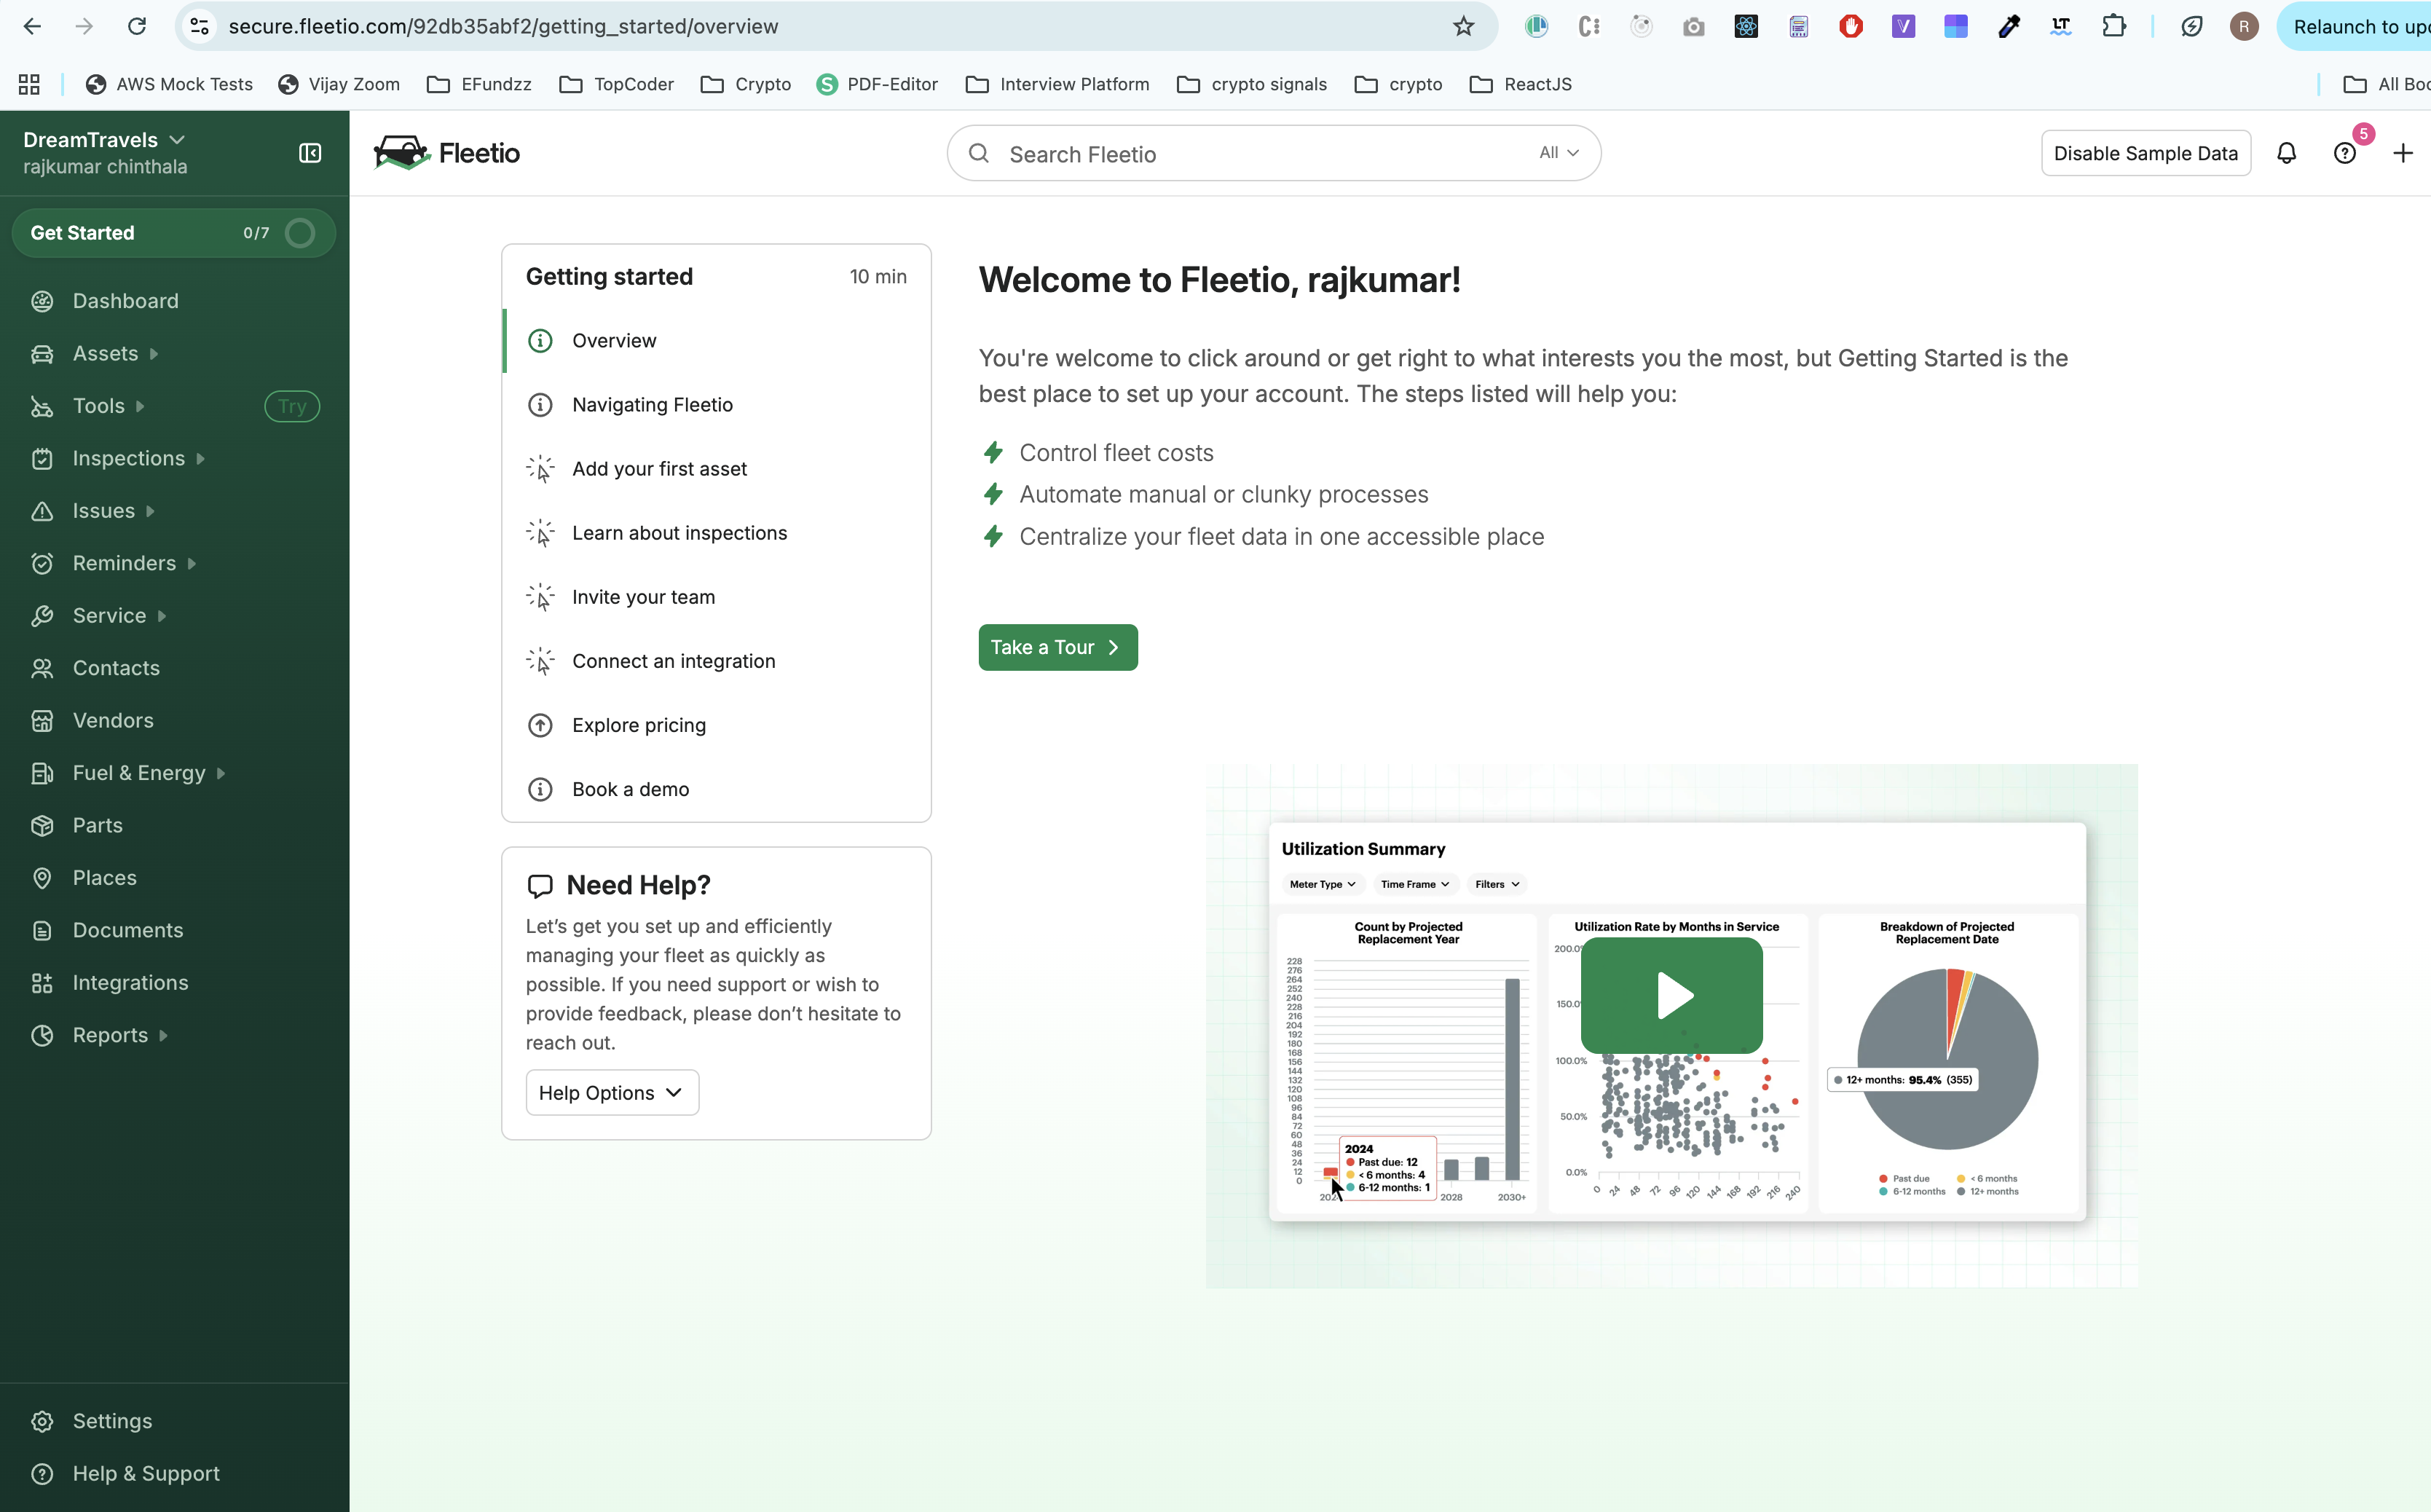 secure.fleetio.com/92db35abf2/getting_started/overview
R
Relaunch to upd
AWS Mock Tests
Vijay Zoom
EFundzz
TopCoder
Crypto
S PDF-Editor
Interview Platform
crypto signals
crypto
ReactJS
All Boo
DreamTravels
rajkumar chinthala
Fleetio
Search Fleetio
All
Disable Sample Data
5
Get Started
0/7
Dashboard
Assets
Tools
Try
Inspections
Issues
Reminders
Service
Contacts
Vendors
Fuel & Energy
Parts
Places
Documents
Integrations
Reports
Settings
Help & Support
Getting started
10 min
Overview
Navigating Fleetio
Add your first asset
Learn about inspections
Invite your team
Connect an integration
Explore pricing
Book a demo
Need Help?
Let’s get you set up and efficiently
managing your fleet as quickly as
possible. If you need support or wish to
provide feedback, please don’t hesitate to
reach out.
Help Options
Welcome to Fleetio, rajkumar!
You're welcome to click around or get right to what interests you the most, but Getting Started is the
best place to set up your account. The steps listed will help you:
Control fleet costs
Automate manual or clunky processes
Centralize your fleet data in one accessible place
Take a Tour
Utilization Summary
Meter Type
Time Frame
Filters
Count by Projected
Replacement Year
228
276
264
252
240
228
216
204
192
180
168
156
144
132
120
108
96
84
72
60
48
36
24
12
0
2024
Past due: 12
< 6 months: 4
6-12 months: 1
2028
2030+
Utilization Rate by Months in Service
100.0%
50.0%
0.0%
0 24 48 72 96 120 144 168 192 216 240
Breakdown of Projected
Replacement Date
12+ months: 95.4% (355)
Past due
< 6 months
6-12 months
12+ months